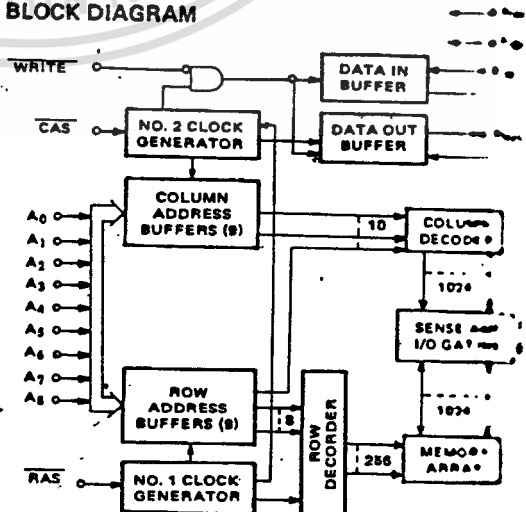 BLOCK DIAGRAM
WRITE
DATA IN
BUFFER
CAS
NO. 2 CLOCK
GENERATOR
DATA OUT
BUFFER
COLUMN
ADDRESS
BUFFERS (9)
10
A0
A1
A2
A3
A4
A5
A6
A7
A8
1024
SENSE
I/O
1024
ROW
ADDRESS
BUFFERS (9)
8
ROW
DECORDER
256
RAS
NO. 1 CLOCK
GENERATOR